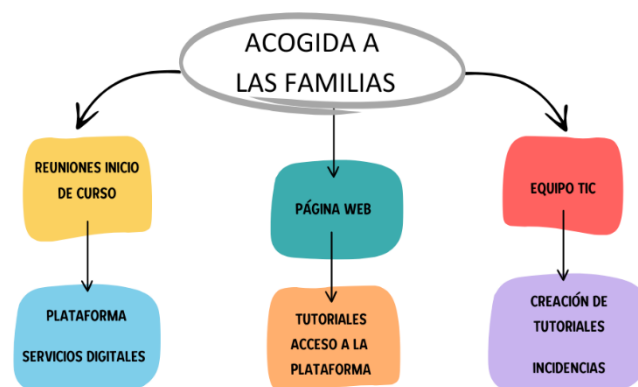 ACOGIDA A
LAS FAMILIAS
REUNIONES INICIO
DE CURSO
PÁGINA WEB
EQUIPO TIC
PLATAFORMA
SERVICIOS DIGITALES
TUTORIALES
ACCESO A LA
PLATAFORMA
CREACIÓN DE
TUTORIALES
INCIDENCIAS